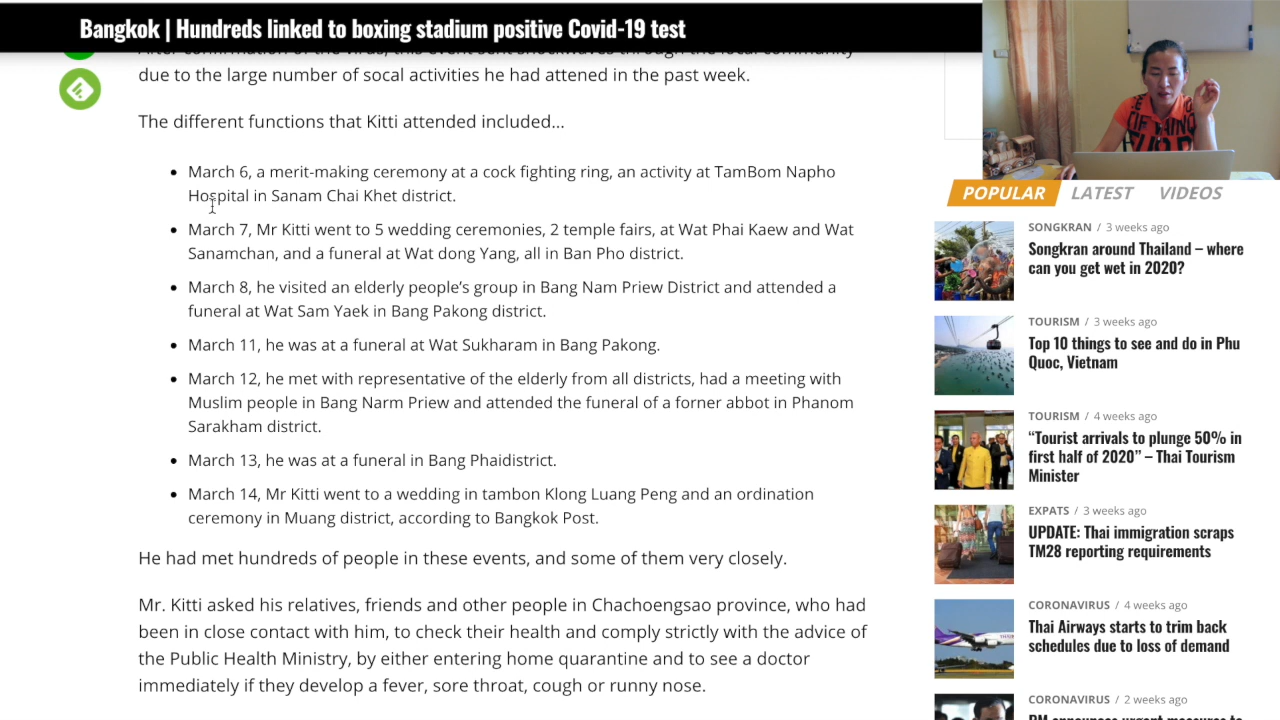 Bangkok | Hundreds linked to boxing stadium positive Covid-19 test
due to the large number of socal activities he had attened in the past week.
The different functions that Kitti attended included...
March 6, a merit-making ceremony at a cock fighting ring, an activity at TamBom Napho
Hospital in Sanam Chai Khet district.
March 7, Mr Kitti went to 5 wedding ceremonies, 2 temple fairs, at Wat Phai Kaew and Wat
Sanamchan, and a funeral at Wat dong Yang, all in Ban Pho district.
March 8, he visited an elderly people's group in Bang Nam Priew District and attended a
funeral at Wat Sam Yaek in Bang Pakong district.
March 11, he was at a funeral at Wat Sukharam in Bang Pakong.
March 12, he met with representative of the elderly from all districts, had a meeting with
Muslim people in Bang Narm Priew and attended the funeral of a forner abbot in Phanom
Sarakham district.
March 13, he was at a funeral in Bang Phaidistrict.
March 14, Mr Kitti went to a wedding in tambon Klong Luang Peng and an ordination
ceremony in Muang district, according to Bangkok Post.
He had met hundreds of people in these events, and some of them very closely.
Mr. Kitti asked his relatives, friends and other people in Chachoengsao province, who had
been in close contact with him, to check their health and comply strictly with the advice of
the Public Health Ministry, by either entering home quarantine and to see a doctor
immediately if they develop a fever, sore throat, cough or runny nose.
POPULAR LATEST VIDEOS
SONGKRAN / 3 weeks ago
Songkran around Thailand – where
can you get wet in 2020?
TOURISM / 3 weeks ago
Top 10 things to see and do in Phu
Quoc, Vietnam
TOURISM / 4 weeks ago
“Tourist arrivals to plunge 50% in
first half of 2020” – Thai Tourism
Minister
EXPATS / 3 weeks ago
UPDATE: Thai immigration scraps
TM28 reporting requirements
CORONAVIRUS / 4 weeks ago
Thai Airways starts to trim back
schedules due to loss of demand
CORONAVIRUS / 2 weeks ago